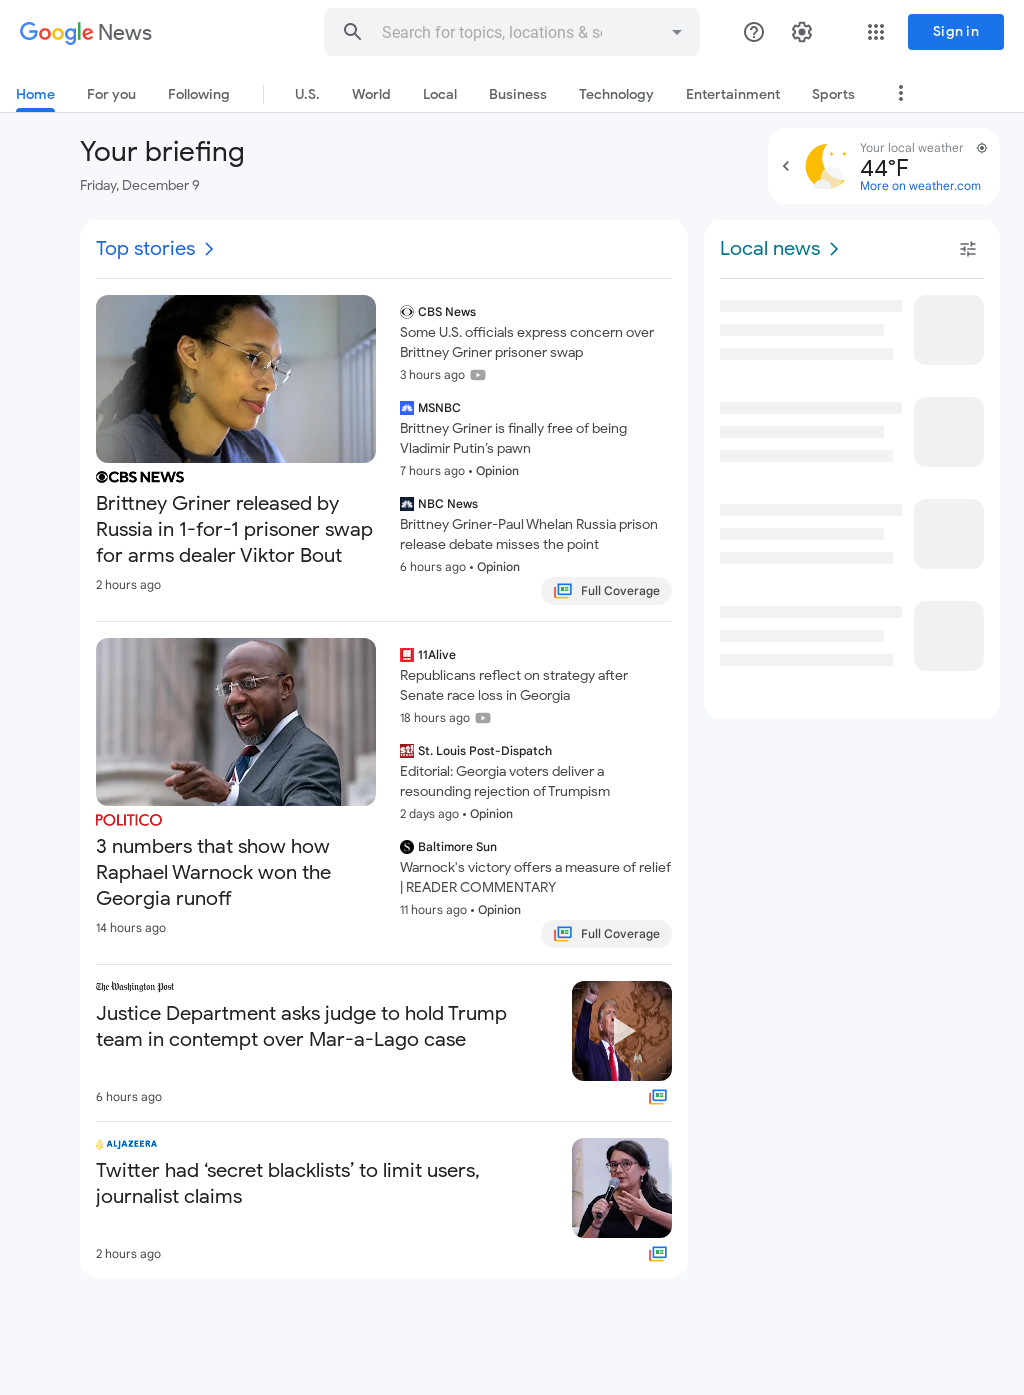 Google News
Search for topics, locations & so
Sign in
Home
For you
Following
U.S.
World
Local
Business
Technology
Entertainment
Sports
Your briefing
Friday, December 9
Your local weather
44°F
More on weather.com
Top stories
CBS NEWS
Brittney Griner released by
Russia in 1-for-1 prisoner swap
for arms dealer Viktor Bout
2 hours ago
CBS News
Some U.S. officials express concern over
Brittney Griner prisoner swap
3 hours ago
MSNBC
Brittney Griner is finally free of being
Vladimir Putin’s pawn
7 hours ago • Opinion
NBC News
Brittney Griner-Paul Whelan Russia prison
release debate misses the point
6 hours ago • Opinion
Full Coverage
POLITICO
3 numbers that show how
Raphael Warnock won the
Georgia runoff
14 hours ago
11Alive
Republicans reflect on strategy after
Senate race loss in Georgia
18 hours ago
St. Louis Post-Dispatch
Editorial: Georgia voters deliver a
resounding rejection of Trumpism
2 days ago • Opinion
Baltimore Sun
Warnock's victory offers a measure of relief
| READER COMMENTARY
11 hours ago • Opinion
Full Coverage
The Washington Post
Justice Department asks judge to hold Trump
team in contempt over Mar-a-Lago case
6 hours ago
ALJAZEERA
Twitter had ‘secret blacklists’ to limit users,
journalist claims
2 hours ago
Local news